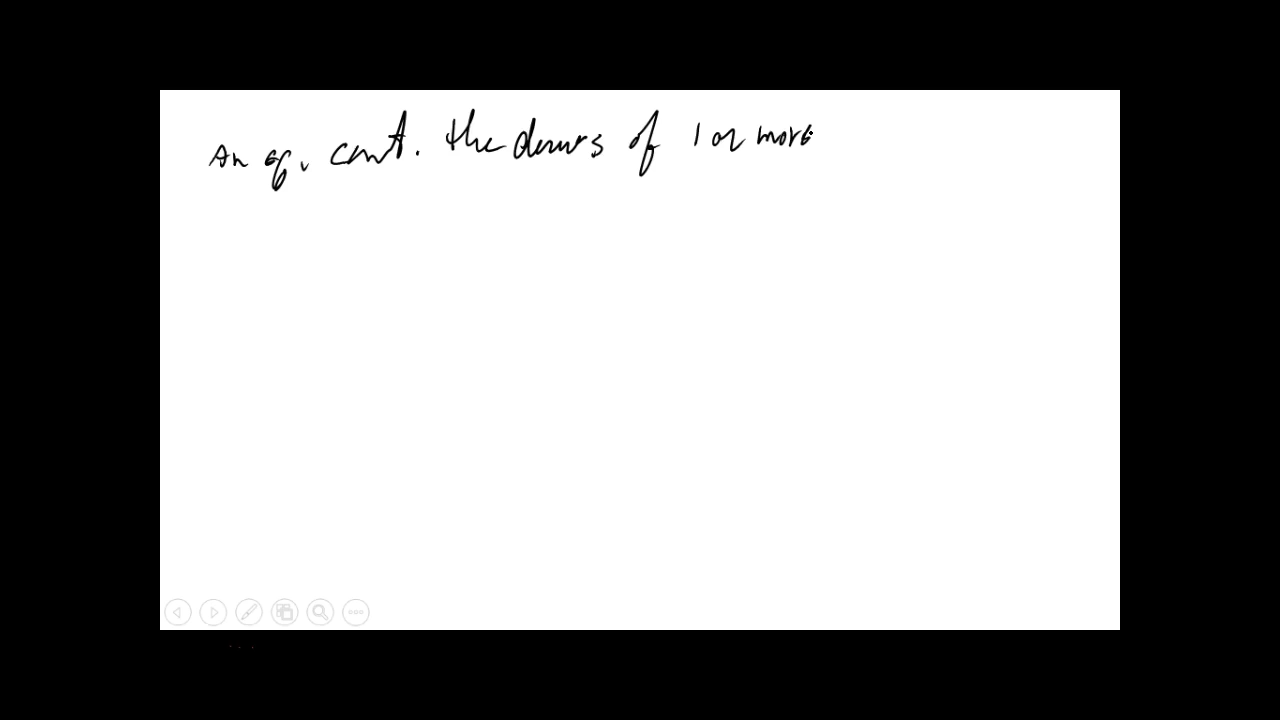 An eq. cont. the derivs of 1 or more